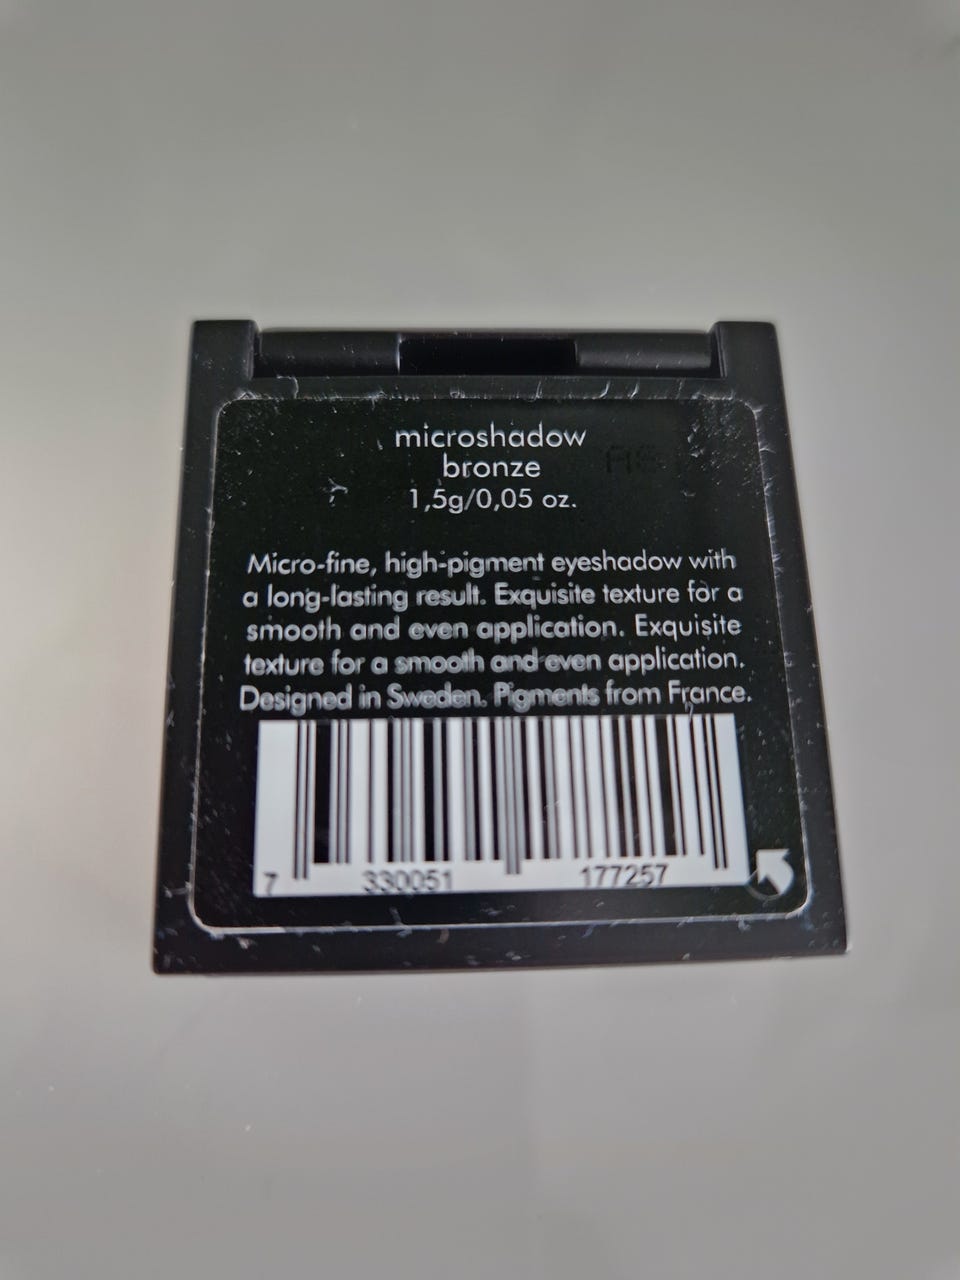 microshadow
bronze
1,5g/0,05 oz.
Micro-fine, high-pigment eyeshadow with
a long-lasting result. Exquisite texture for a
smooth and even application. Exquisite
texture for a smooth and even application.
Designed in Sweden. Pigments from France.
7 330051 177257